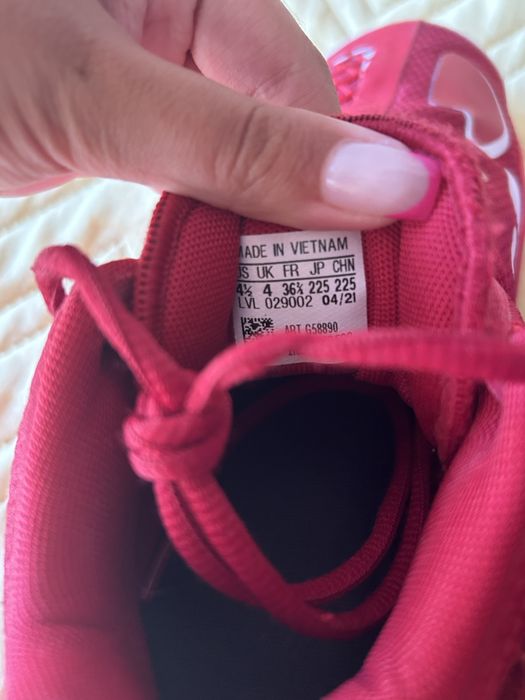 MADE IN VIETNAM
US UK FR JP CHN
4½ 4 36⅔ 225 225
LVL 029002 04/21
ART G58890